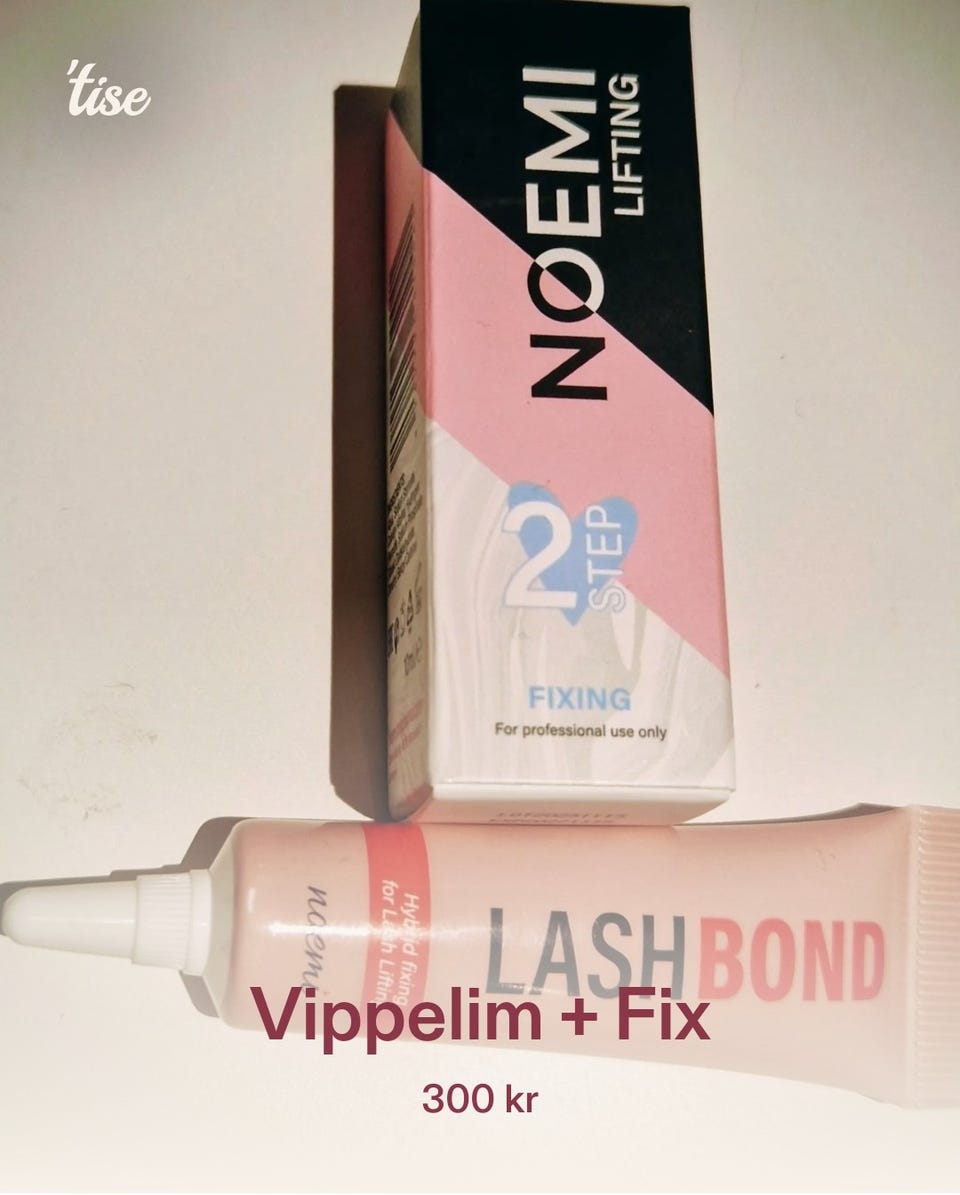 'tise
NOEMI
LIFTING
2
STEP
FIXING
For professional use only
noemi
Hybrid fixing
for Lash Lifting
LASHBOND
Vippelim + Fix
300 kr